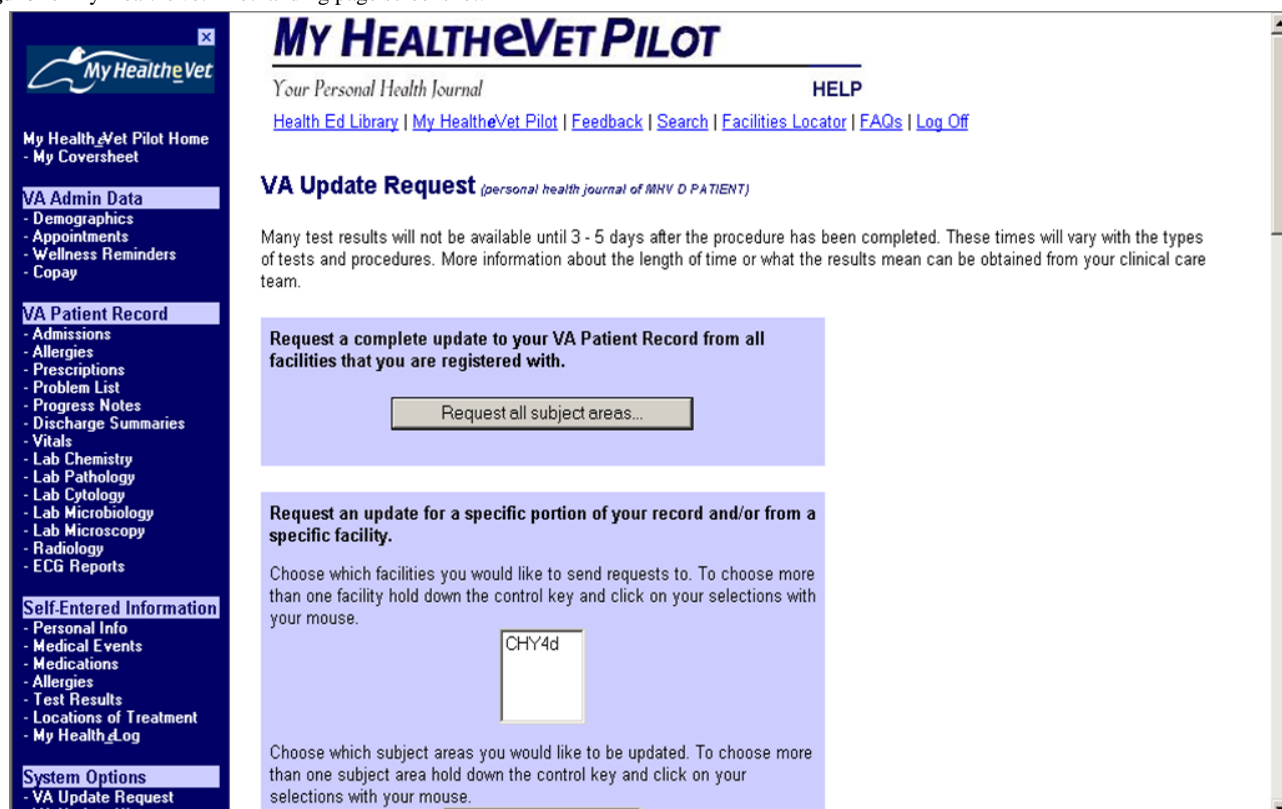 My HealtheVet
My Health eVet Pilot Home
- My Coversheet
VA Admin Data
- Demographics
- Appointments
- Wellness Reminders
- Copay
VA Patient Record
- Admissions
- Allergies
- Prescriptions
- Problem List
- Progress Notes
- Discharge Summaries
- Vitals
- Lab Chemistry
- Lab Pathology
- Lab Cytology
- Lab Microbiology
- Lab Microscopy
- Radiology
- ECG Reports
Self-Entered Information
- Personal Info
- Medical Events
- Medications
- Allergies
- Test Results
- Locations of Treatment
- My Health eLog
System Options
- VA Update Request
MY HEALTHeVET PILOT
Your Personal Health Journal
HELP
Health Ed Library | My HealtheVet Pilot | Feedback | Search | Facilities Locator | FAQs | Log Off
VA Update Request (personal health journal of MHV D PATIENT)
Many test results will not be available until 3 - 5 days after the procedure has been completed. These times will vary with the types
of tests and procedures. More information about the length of time or what the results mean can be obtained from your clinical care
team.
Request a complete update to your VA Patient Record from all
facilities that you are registered with.
Request all subject areas...
Request an update for a specific portion of your record and/or from a
specific facility.
Choose which facilities you would like to send requests to. To choose more
than one facility hold down the control key and click on your selections with
your mouse.
CHY4d
Choose which subject areas you would like to be updated. To choose more
than one subject area hold down the control key and click on your
selections with your mouse.